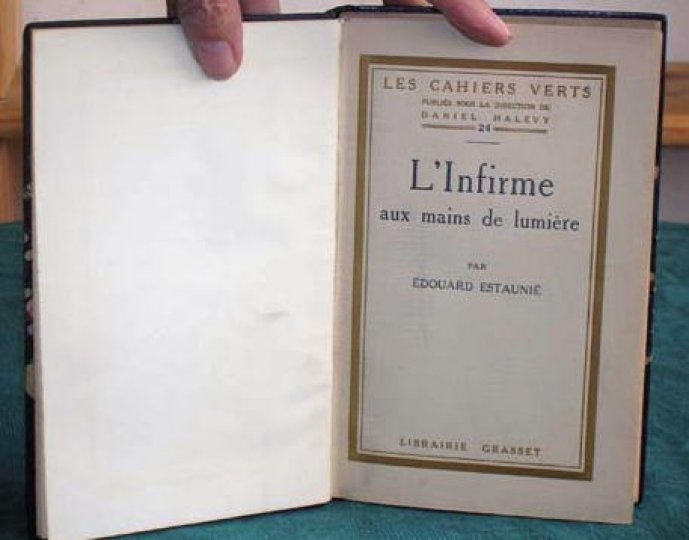 LES CAHIERS VERTS
PUBLIÉS SOUS LA DIRECTION DE
DANIEL HALÉVY
24
L'Infirme
aux mains de lumière
PAR
ÉDOUARD ESTAUNIÉ
LIBRAIRIE GRASSET